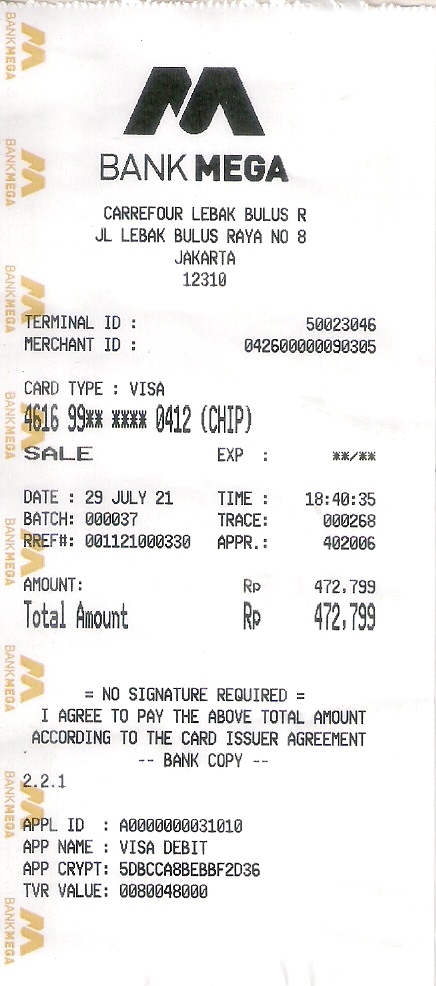 BANK MEGA
CARREFOUR LEBAK BULUS R
JL LEBAK BULUS RAYA NO 8
JAKARTA
12310
TERMINAL ID : 50023046
MERCHANT ID : 042600000090305
CARD TYPE : VISA
4616 99** **** 0412 (CHIP)
SALE EXP : **/**
DATE : 29 JULY 21 TIME : 18:40:35
BATCH: 000037 TRACE: 000268
RREF#: 001121000330 APPR.: 402006
AMOUNT: Rp 472,799
Total Amount Rp 472,799
= NO SIGNATURE REQUIRED =
I AGREE TO PAY THE ABOVE TOTAL AMOUNT
ACCORDING TO THE CARD ISSUER AGREEMENT
-- BANK COPY --
2.2.1
APPL ID : A0000000031010
APP NAME : VISA DEBIT
APP CRYPT: 5DBCCA8BEBBF2D36
TVR VALUE: 0080048000
BANK MEGA
BANK MEGA
BANK MEGA
BANK MEGA
BANK MEGA
BANK MEGA
BANK MEGA
BANK MEGA